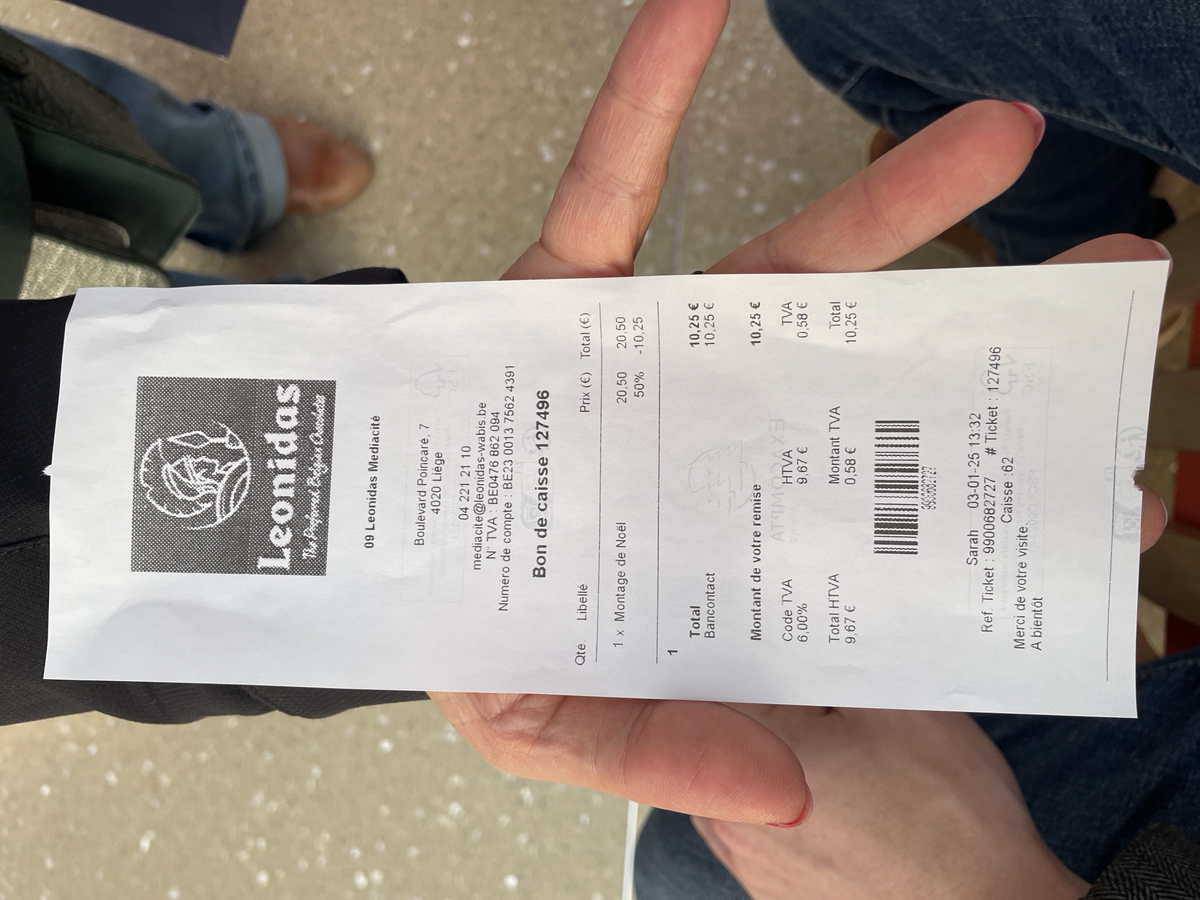 Leonidas
The Preferred Belgian Chocolates
09 Leonidas Mediacité
Boulevard Poincaré, 7
4020 Liège
04 221 21 10
mediacite@leonidas-wabis.be
N° TVA : BE0476 862 094
Numéro de compte : BE23 0013 7562 4391
Bon de caisse 127496
Qté Libellé Prix (€) Total (€)
1 x Montage de Noël 20,50 20,50
50% -10,25
1
Total 10,25 €
Bancontact 10,25 €
Montant de votre remise 10,25 €
Code TVA HTVA TVA
6,00% 9,67 € 0,58 €
Total HTVA Montant TVA Total
9,67 € 0,58 € 10,25 €
Sarah 03-01-25 13:32
Ref. Ticket : 9900682727 # Ticket : 127496
Caisse :62
Merci de votre visite
A bientôt